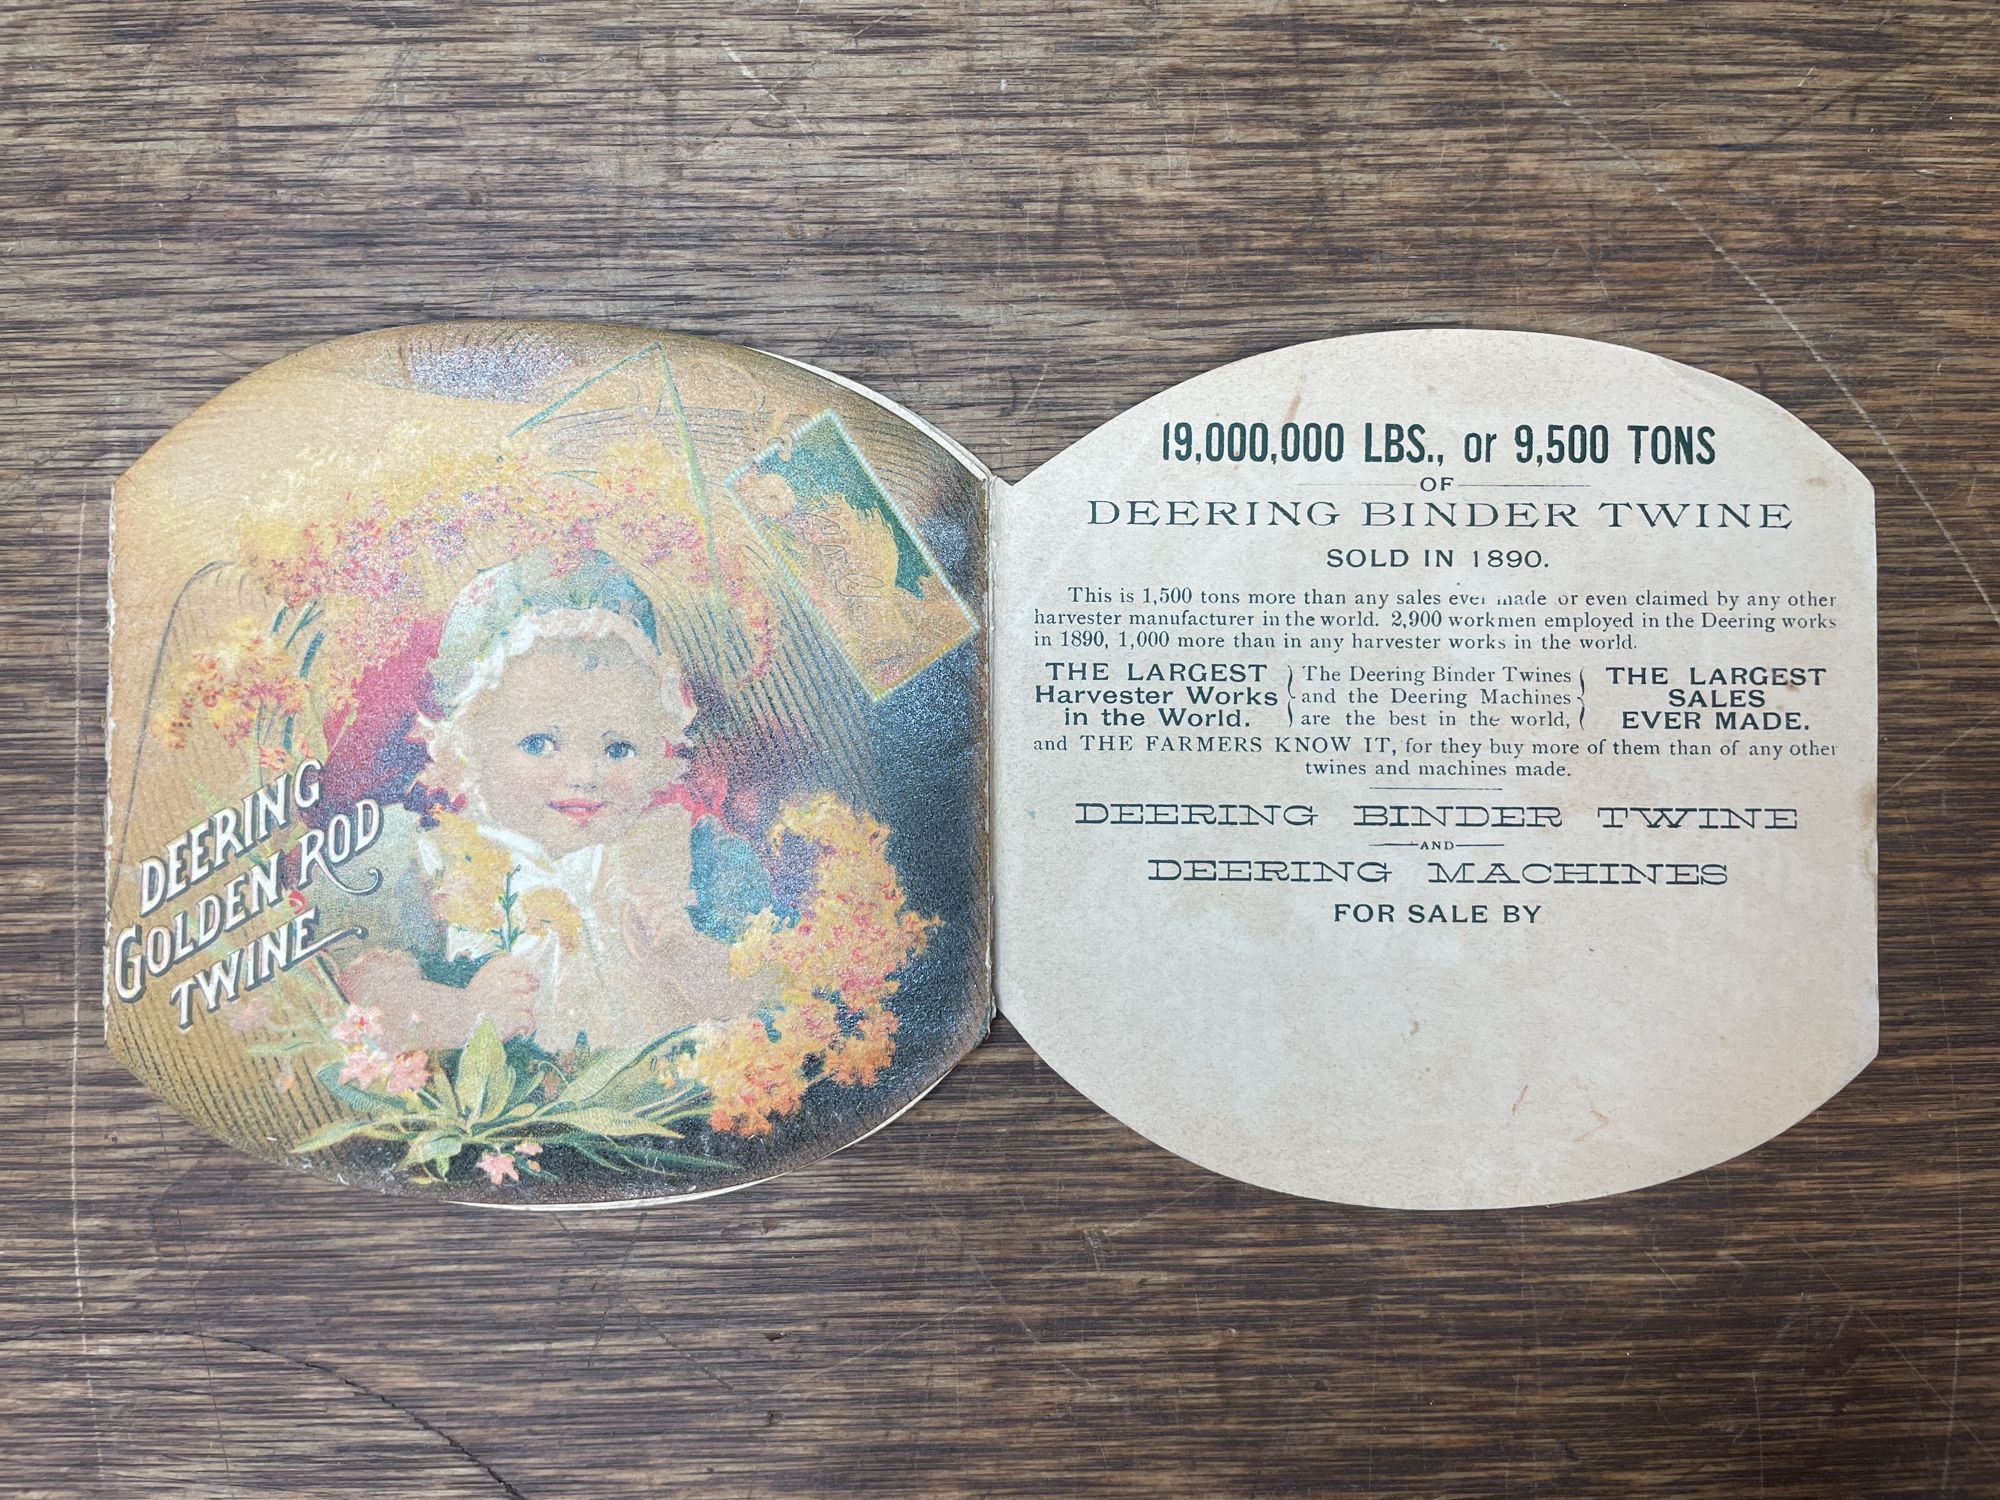 DEERING
GOLDEN ROD
TWINE
19,000,000 LBS., or 9,500 TONS
OF
DEERING BINDER TWINE
SOLD IN 1890.
This is 1,500 tons more than any sales ever made or even claimed by any other
harvester manufacturer in the world. 2,900 workmen employed in the Deering works
in 1890, 1,000 more than in any harvester works in the world.
THE LARGEST
Harvester Works
in the World.
The Deering Binder Twines
and the Deering Machines
are the best in the world,
THE LARGEST
SALES
EVER MADE.
and THE FARMERS KNOW IT, for they buy more of them than of any other
twines and machines made.
DEERING BINDER TWINE
AND
DEERING MACHINES
FOR SALE BY